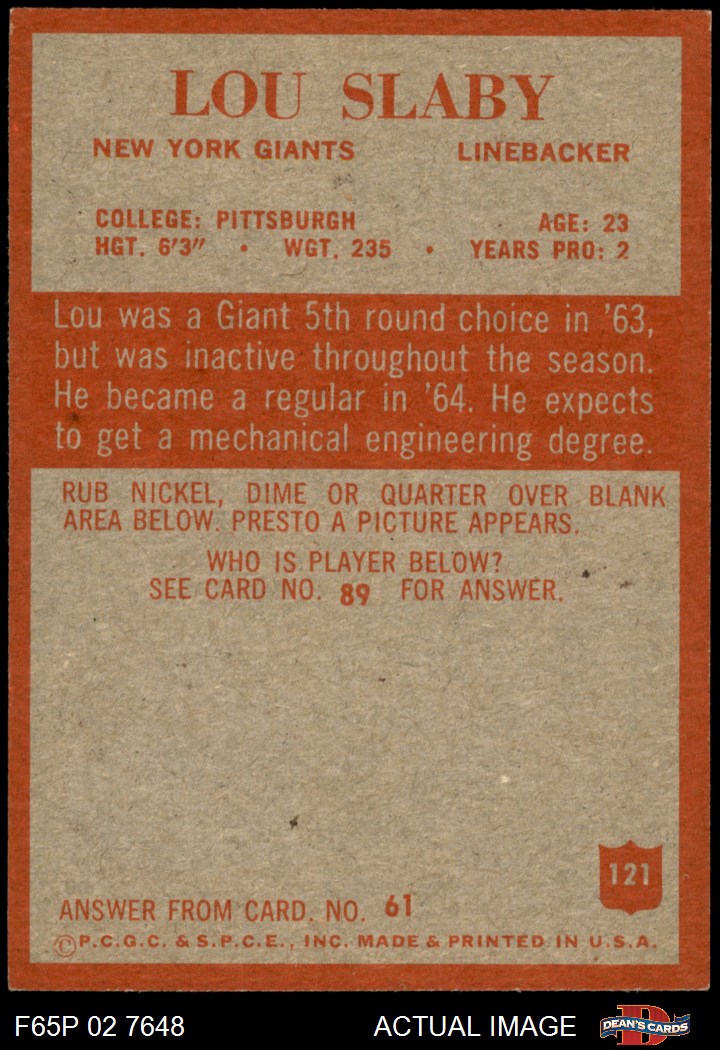 LOU SLABY
NEW YORK GIANTS LINEBACKER
COLLEGE: PITTSBURGH AGE: 23
HGT. 6'3" • WGT. 235 • YEARS PRO: 2
Lou was a Giant 5th round choice in '63,
but was inactive throughout the season.
He became a regular in '64. He expects
to get a mechanical engineering degree.
RUB NICKEL, DIME OR QUARTER OVER BLANK
AREA BELOW. PRESTO A PICTURE APPEARS.
WHO IS PLAYER BELOW?
SEE CARD NO. 89 FOR ANSWER.
121
ANSWER FROM CARD. NO. 61
©P.C.G.C. & S.P.C.E., INC. MADE & PRINTED IN U.S.A.
F65P 02 7648 ACTUAL IMAGE DEAN'S CARDS